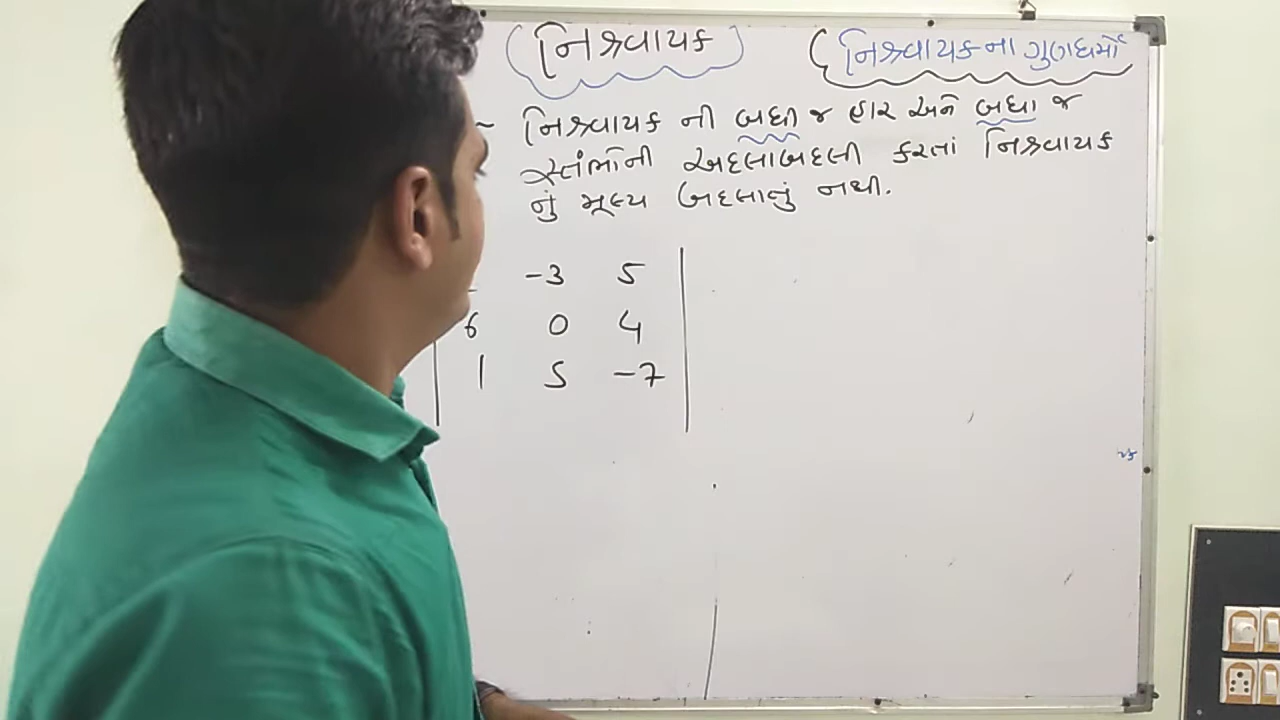 નિશ્ચાયક
(નિશ્ચાયક ના ગુણધર્મો
~ નિશ્ચાયક ની બધી જ હાર અને બધા જ
સ્તંભોની અદલાબદલી કરતાં નિશ્ચાયક
નું મૂલ્ય બદલાતું નથી.
-3 5
6 0 4
1 5 -7